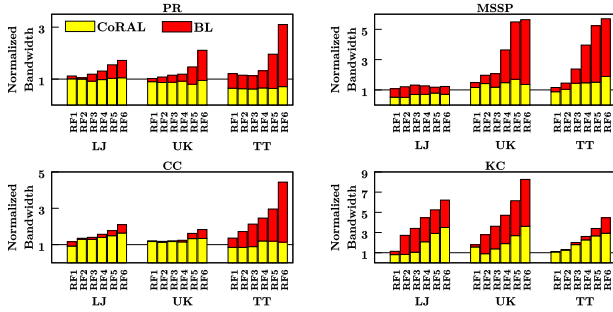 PR
MSSP
Normalized
Bandwidth
3
1
CoRAL
BL
RF1
RF2
RF3
RF4
RF5
RF6
RF1
RF2
RF3
RF4
RF5
RF6
RF1
RF2
RF3
RF4
RF5
RF6
LJ
UK
TT
Normalized
Bandwidth
5
3
1
RF1
RF2
RF3
RF4
RF5
RF6
RF1
RF2
RF3
RF4
RF5
RF6
RF1
RF2
RF3
RF4
RF5
RF6
LJ
UK
TT
CC
KC
Normalized
Bandwidth
5
3
1
RF1
RF2
RF3
RF4
RF5
RF6
RF1
RF2
RF3
RF4
RF5
RF6
RF1
RF2
RF3
RF4
RF5
RF6
LJ
UK
TT
Normalized
Bandwidth
9
7
5
3
1
RF1
RF2
RF3
RF4
RF5
RF6
RF1
RF2
RF3
RF4
RF5
RF6
RF1
RF2
RF3
RF4
RF5
RF6
LJ
UK
TT